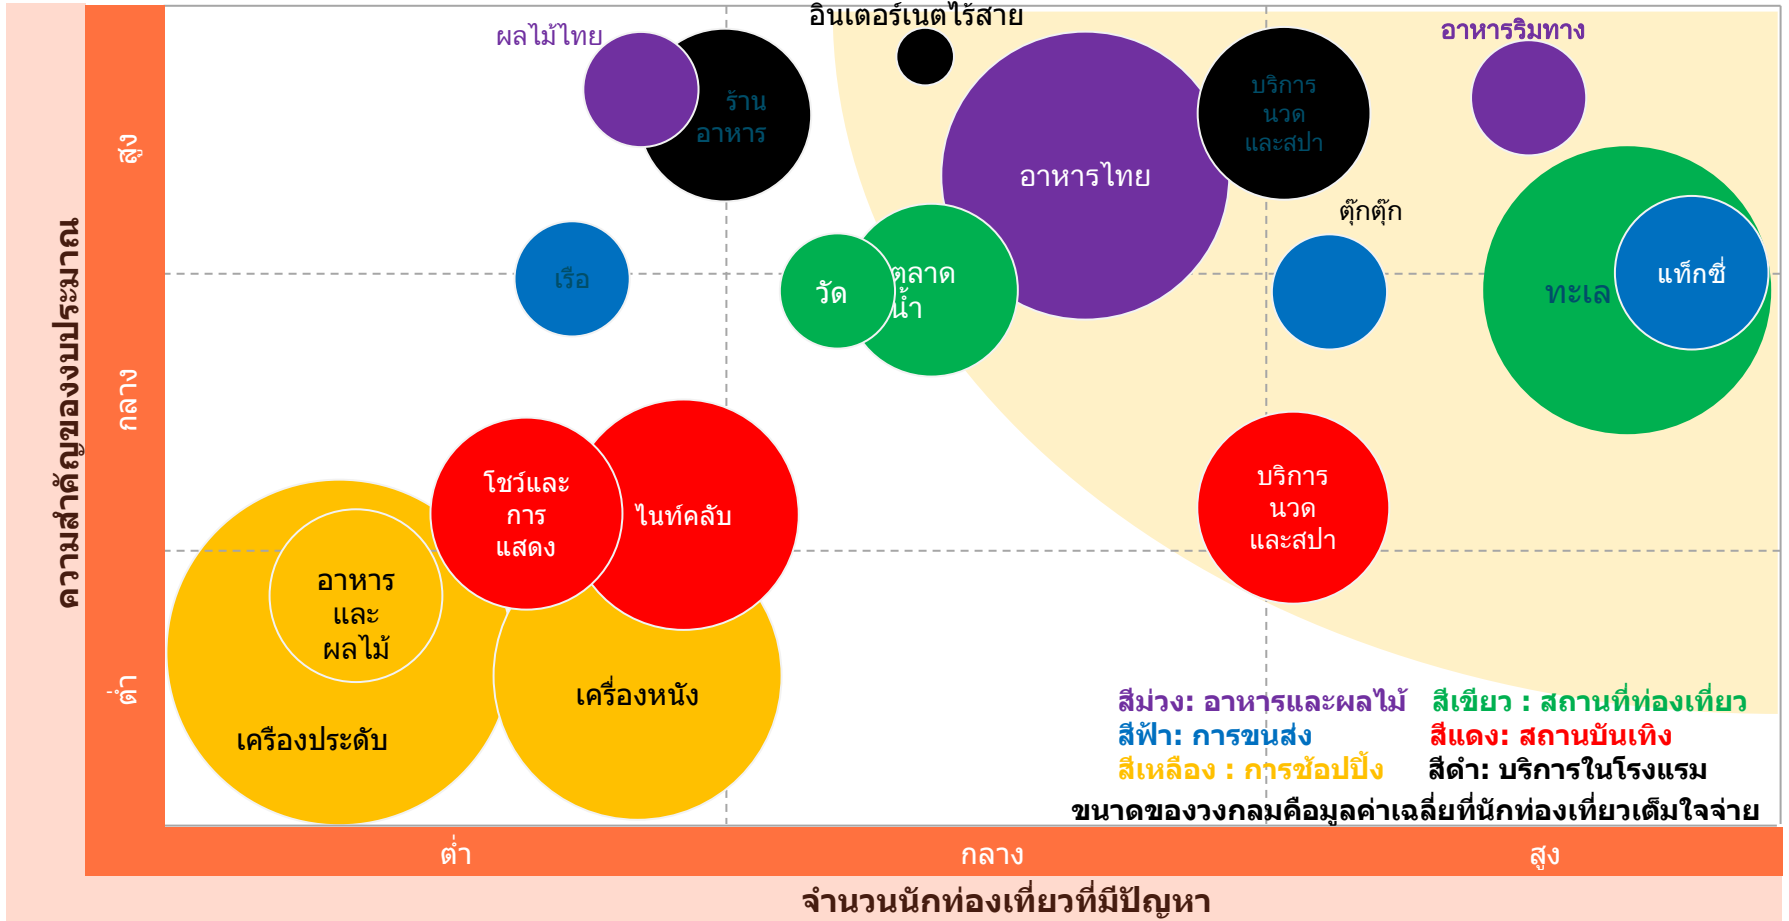 อินเตอร์เนตไร้สาย
ผลไม้ไทย
อาหารริมทาง
ร้าน
อาหาร
บริการ
นวด
และสปา
อาหารไทย
ตุ๊กตุ๊ก
เรือ
วัด
ตลาด
น้ำ
ทะเล
แท็กซี่
โชว์และ
การ
แสดง
ไนท์คลับ
บริการ
นวด
และสปา
อาหาร
และ
ผลไม้
เครื่องหนัง
เครืองประดับ
สีม่วง: อาหารและผลไม้
สีเขียว : สถานที่ท่องเที่ยว
สีฟ้า: การขนส่ง
สีแดง: สถานบันเทิง
สีเหลือง : การช้อปปิ้ง
สีดำ: บริการในโรงแรม
ขนาดของวงกลมคือมูลค่าเฉลี่ยที่นักท่องเที่ยวเต็มใจจ่าย
ความสำคัญของงบประมาณ
สูง
กลาง
ต่ำ
ต่ำ
กลาง
สูง
จำนวนนักท่องเที่ยวที่มีปัญหา